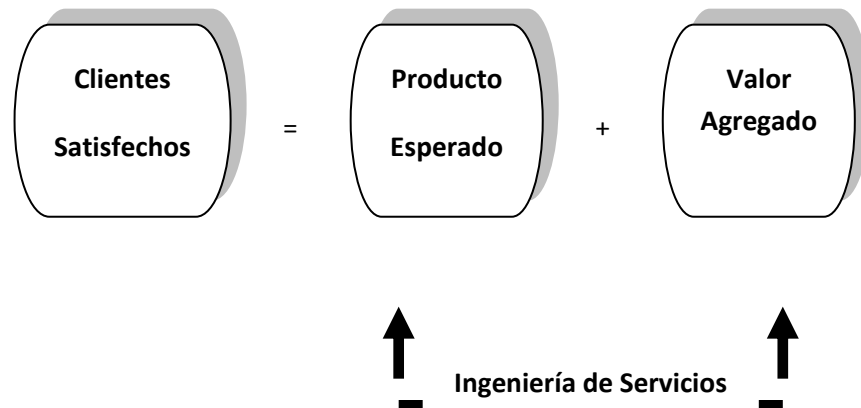 Clientes
Satisfechos
=
Producto
Esperado
+
Valor
Agregado
Ingeniería de Servicios